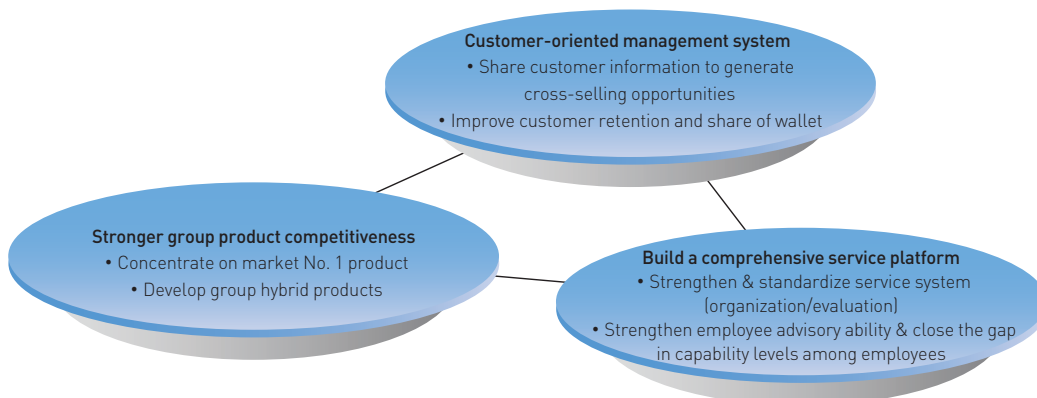 Customer-oriented management system
• Share customer information to generate
cross-selling opportunities
• Improve customer retention and share of wallet
Stronger group product competitiveness
• Concentrate on market No. 1 product
• Develop group hybrid products
Build a comprehensive service platform
• Strengthen & standardize service system
(organization/evaluation)
• Strengthen employee advisory ability & close the gap
in capability levels among employees